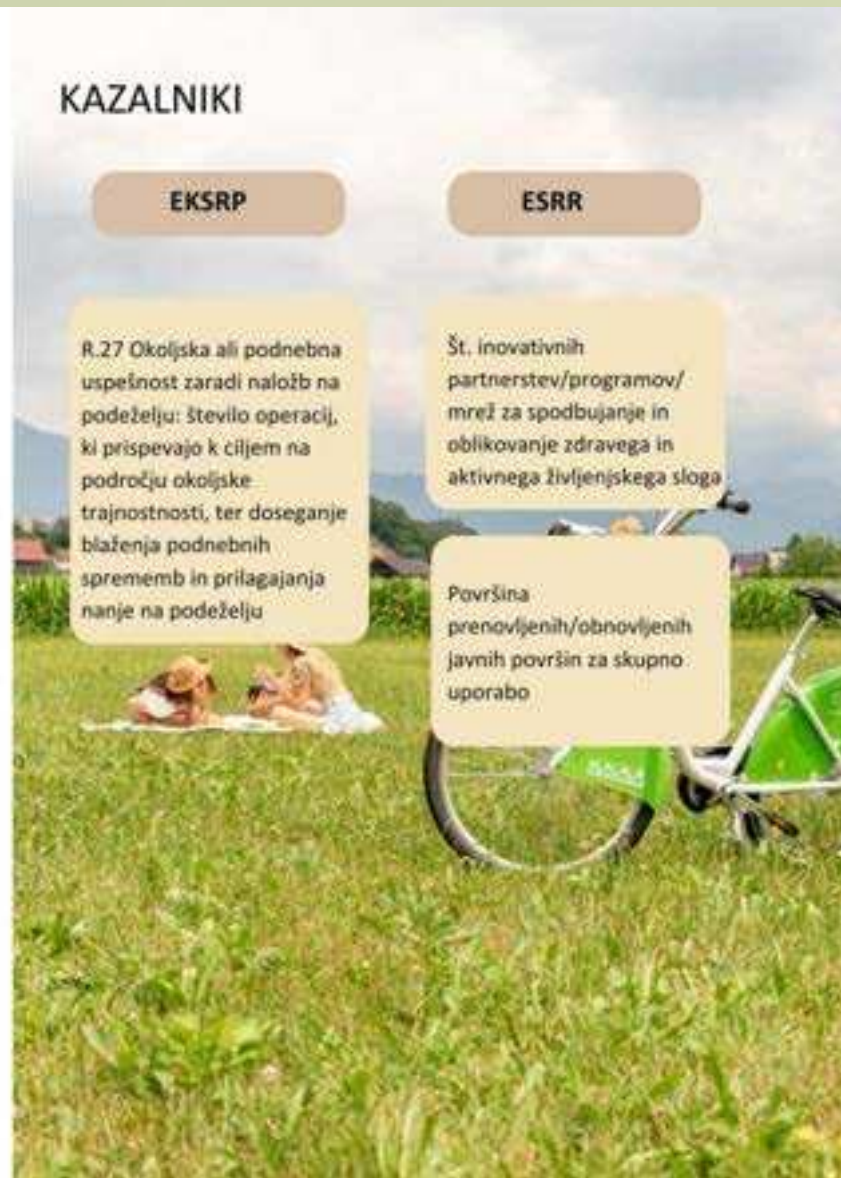 KAZALNIKI
EKSRP
R.27 Okoljska ali podnebna
uspešnost zaradi naložb na
podeželju: število operacij,
ki prispevajo k ciljem na
področju okoljske
trajnostnosti, ter doseganje
blaženja podnebnih
sprememb in prilagajanja
nanje na podeželju
ESRR
Št. inovativnih
partnerstev/programov/
mrež za spodbujanje in
oblikovanje zdravega in
aktivnega življenjskega sloga
Površina
prenovljenih/obnovljenih
javnih površin za skupno
uporabo